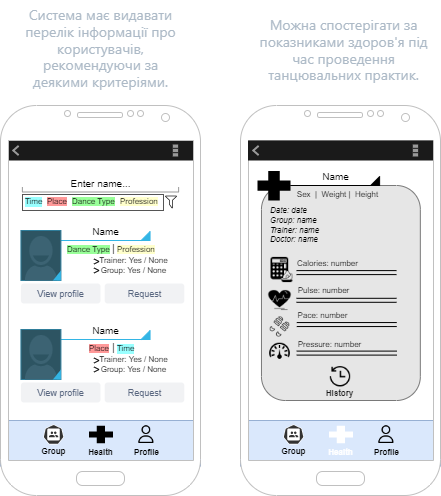 Система має видавати
перелік інформації про
користувачів,
рекомендуючи за
деякими критеріями.
Enter name...
Time Place Dance Type Profession
Name
Dance Type | Profession
>Trainer: Yes / None
> Group: Yes / None
View profile Request
Name
Place | Time
>Trainer: Yes / None
> Group: Yes / None
View profile Request
Group Health Profile
Можна спостерігати за
показниками здоров'я під
час проведення
танцювальних практик.
Name
Sex | Weight | Height
Date: date
Group: name
Trainer: name
Doctor: name
Calories: number
Pulse: number
Pace: number
Pressure: number
History
Group Health Profile